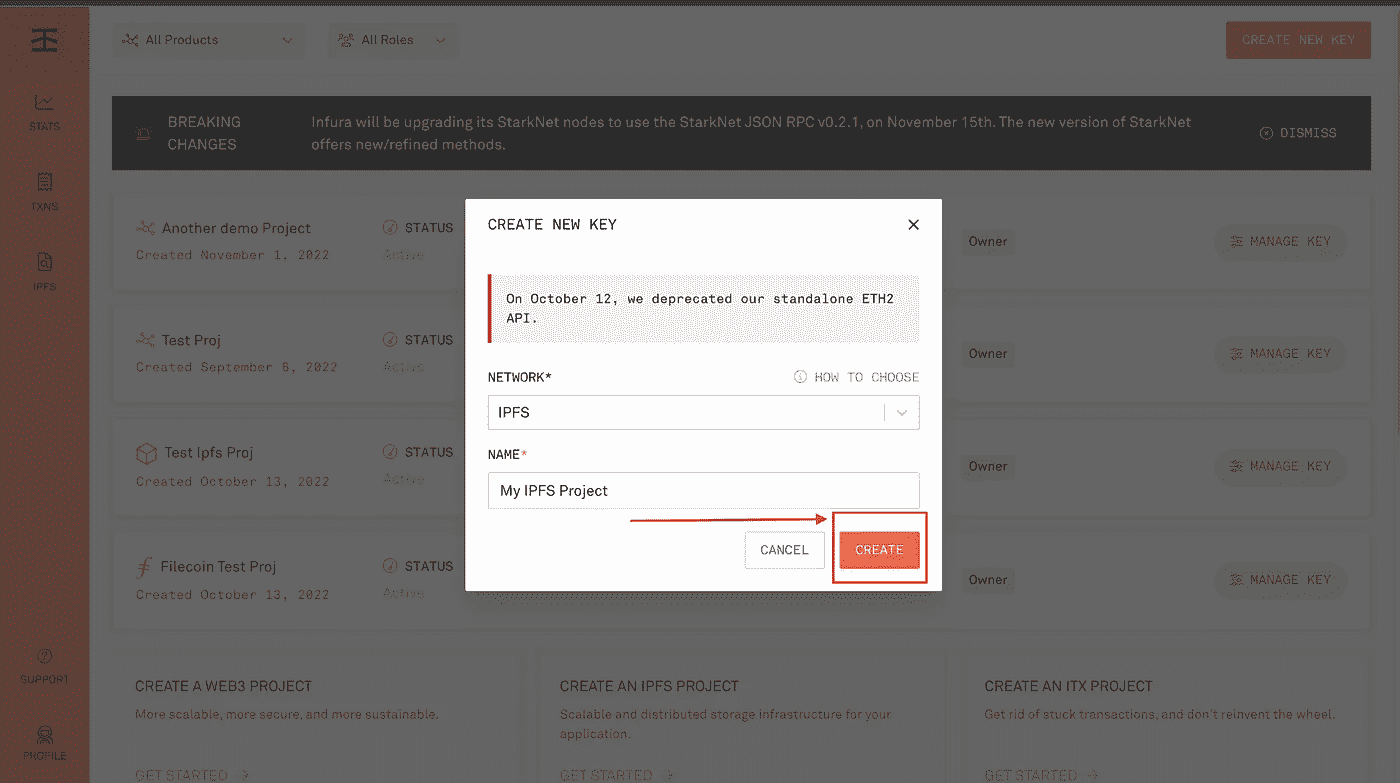 All Products
All Roles
CREATE NEW KEY
STATS
TXNS
IPFS
SUPPORT
PROFILE
BREAKING
CHANGES
Infura will be upgrading its StarkNet nodes to use the StarkNet JSON RPC v0.2.1, on November 15th. The new version of StarkNet
offers new/refined methods.
DISMISS
Another demo Project
Created November 1, 2022
STATUS
Active
Owner
MANAGE KEY
Test Proj
Created September 6, 2022
STATUS
Active
Owner
MANAGE KEY
Test Ipfs Proj
Created October 13, 2022
STATUS
Active
Owner
MANAGE KEY
Filecoin Test Proj
Created October 13, 2022
STATUS
Active
Owner
MANAGE KEY
CREATE NEW KEY
On October 12, we deprecated our standalone ETH2
API.
NETWORK*
HOW TO CHOOSE
IPFS
NAME*
My IPFS Project
CANCEL
CREATE
CREATE A WEB3 PROJECT
More scalable, more secure, and more sustainable.
GET STARTED
CREATE AN IPFS PROJECT
Scalable and distributed storage infrastructure for your
application.
GET STARTED
CREATE AN ITX PROJECT
Get rid of stuck transactions, and don't reinvent the wheel.
GET STARTED